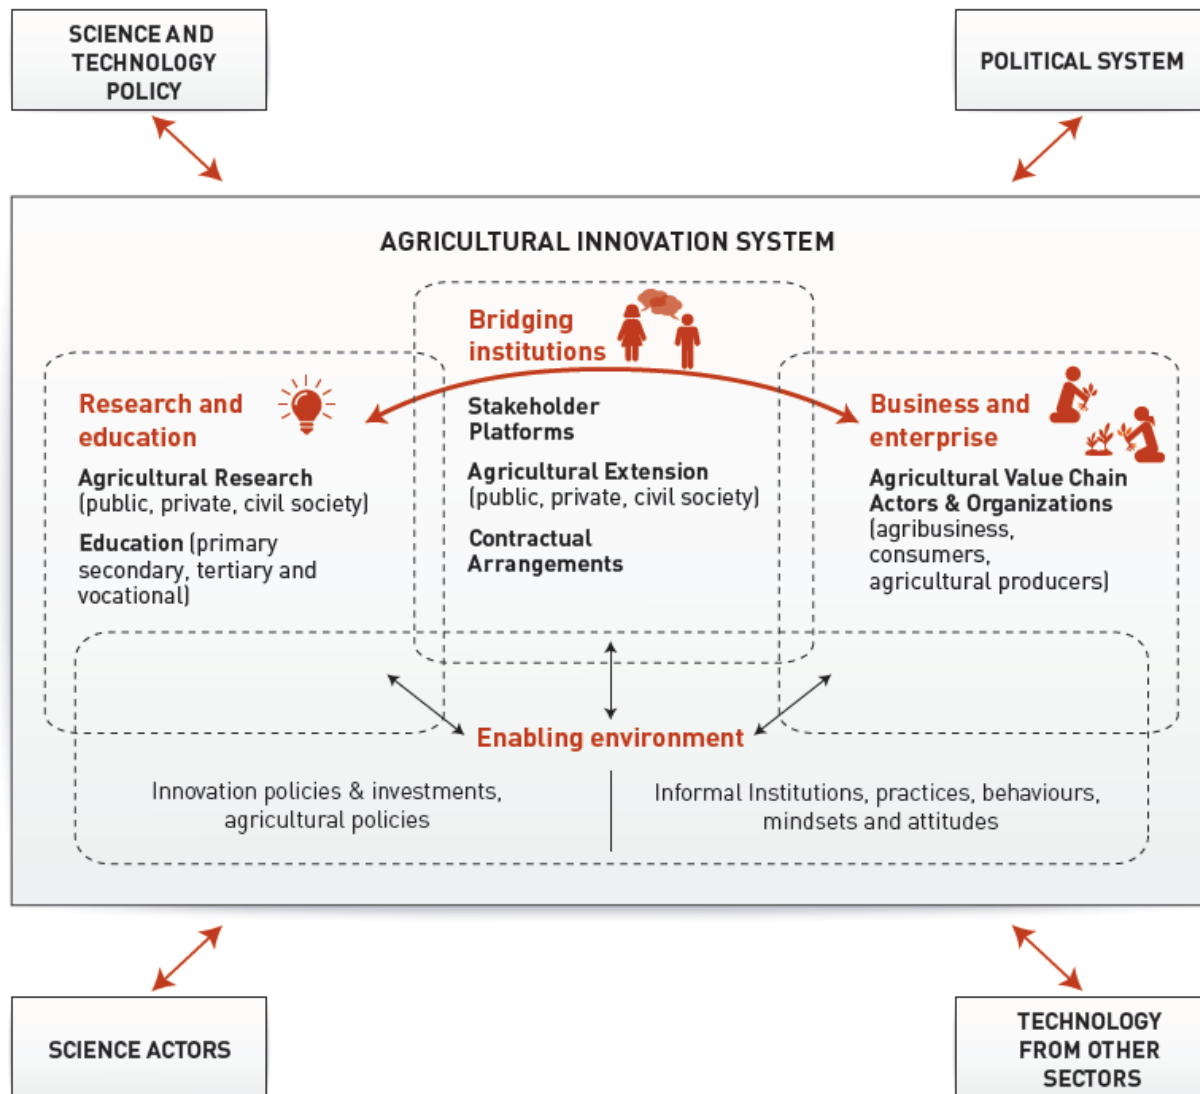 SCIENCE AND
TECHNOLOGY
POLICY
POLITICAL SYSTEM
AGRICULTURAL INNOVATION SYSTEM
Bridging
institutions
Stakeholder
Platforms
Agricultural Extension
(public, private, civil society)
Contractual
Arrangements
Research and
education
Agricultural Research
(public, private, civil society)
Education (primary
secondary, tertiary and
vocational)
Business and
enterprise
Agricultural Value Chain
Actors & Organizations
(agribusiness,
consumers,
agricultural producers)
Enabling environment
Innovation policies & investments,
agricultural policies
Informal Institutions, practices, behaviours,
mindsets and attitudes
SCIENCE ACTORS
TECHNOLOGY
FROM OTHER
SECTORS